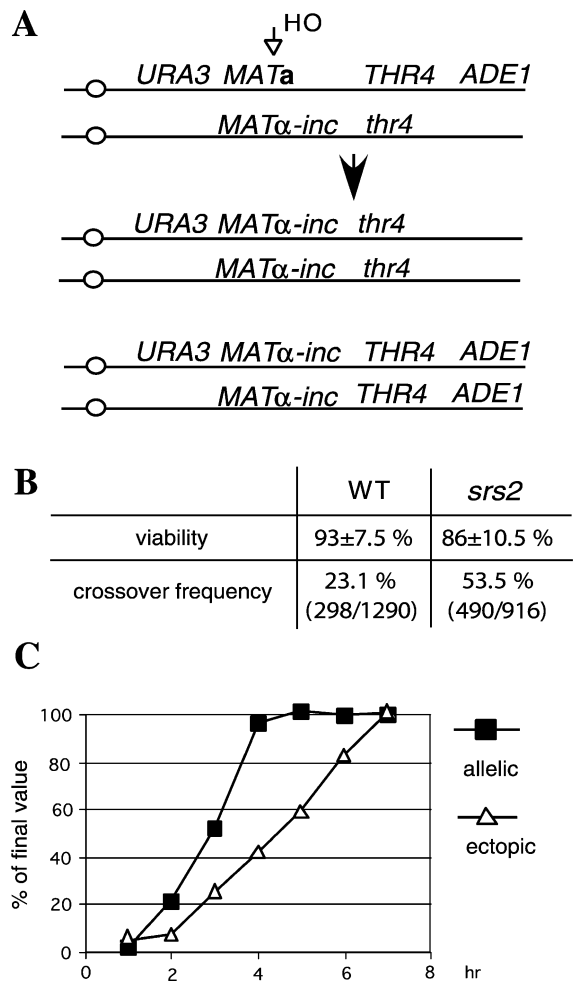 A
HO
URA3 MATa THR4 ADE1
MATα-inc thr4
URA3 MATα-inc thr4
MATα-inc thr4
URA3 MATα-inc THR4 ADE1
MATα-inc THR4 ADE1
B
WT srs2
viability 93±7.5 % 86±10.5 %
crossover frequency 23.1 % 53.5 %
(298/1290) (490/916)
C
% of final value
100
80
60
40
20
0
0 2 4 6 8 hr
allelic
ectopic